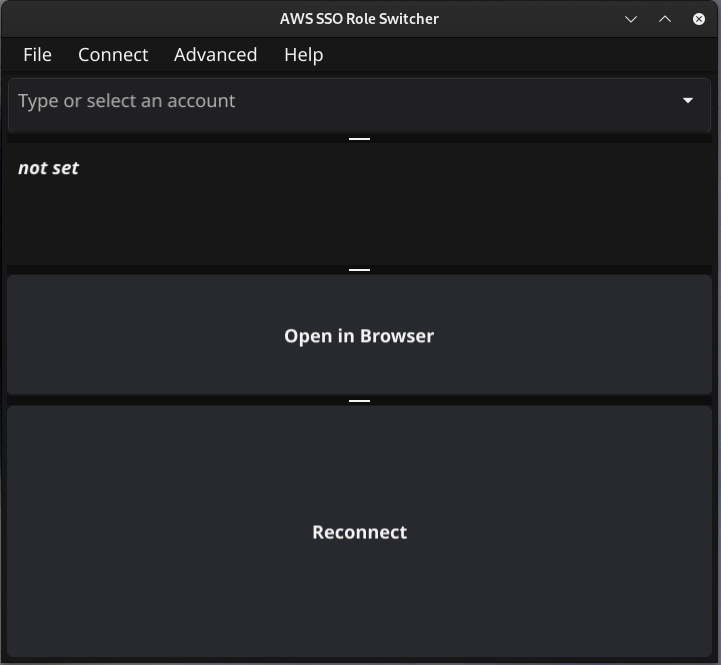 AWS SSO Role Switcher
File Connect Advanced Help
Type or select an account
not set
Open in Browser
Reconnect